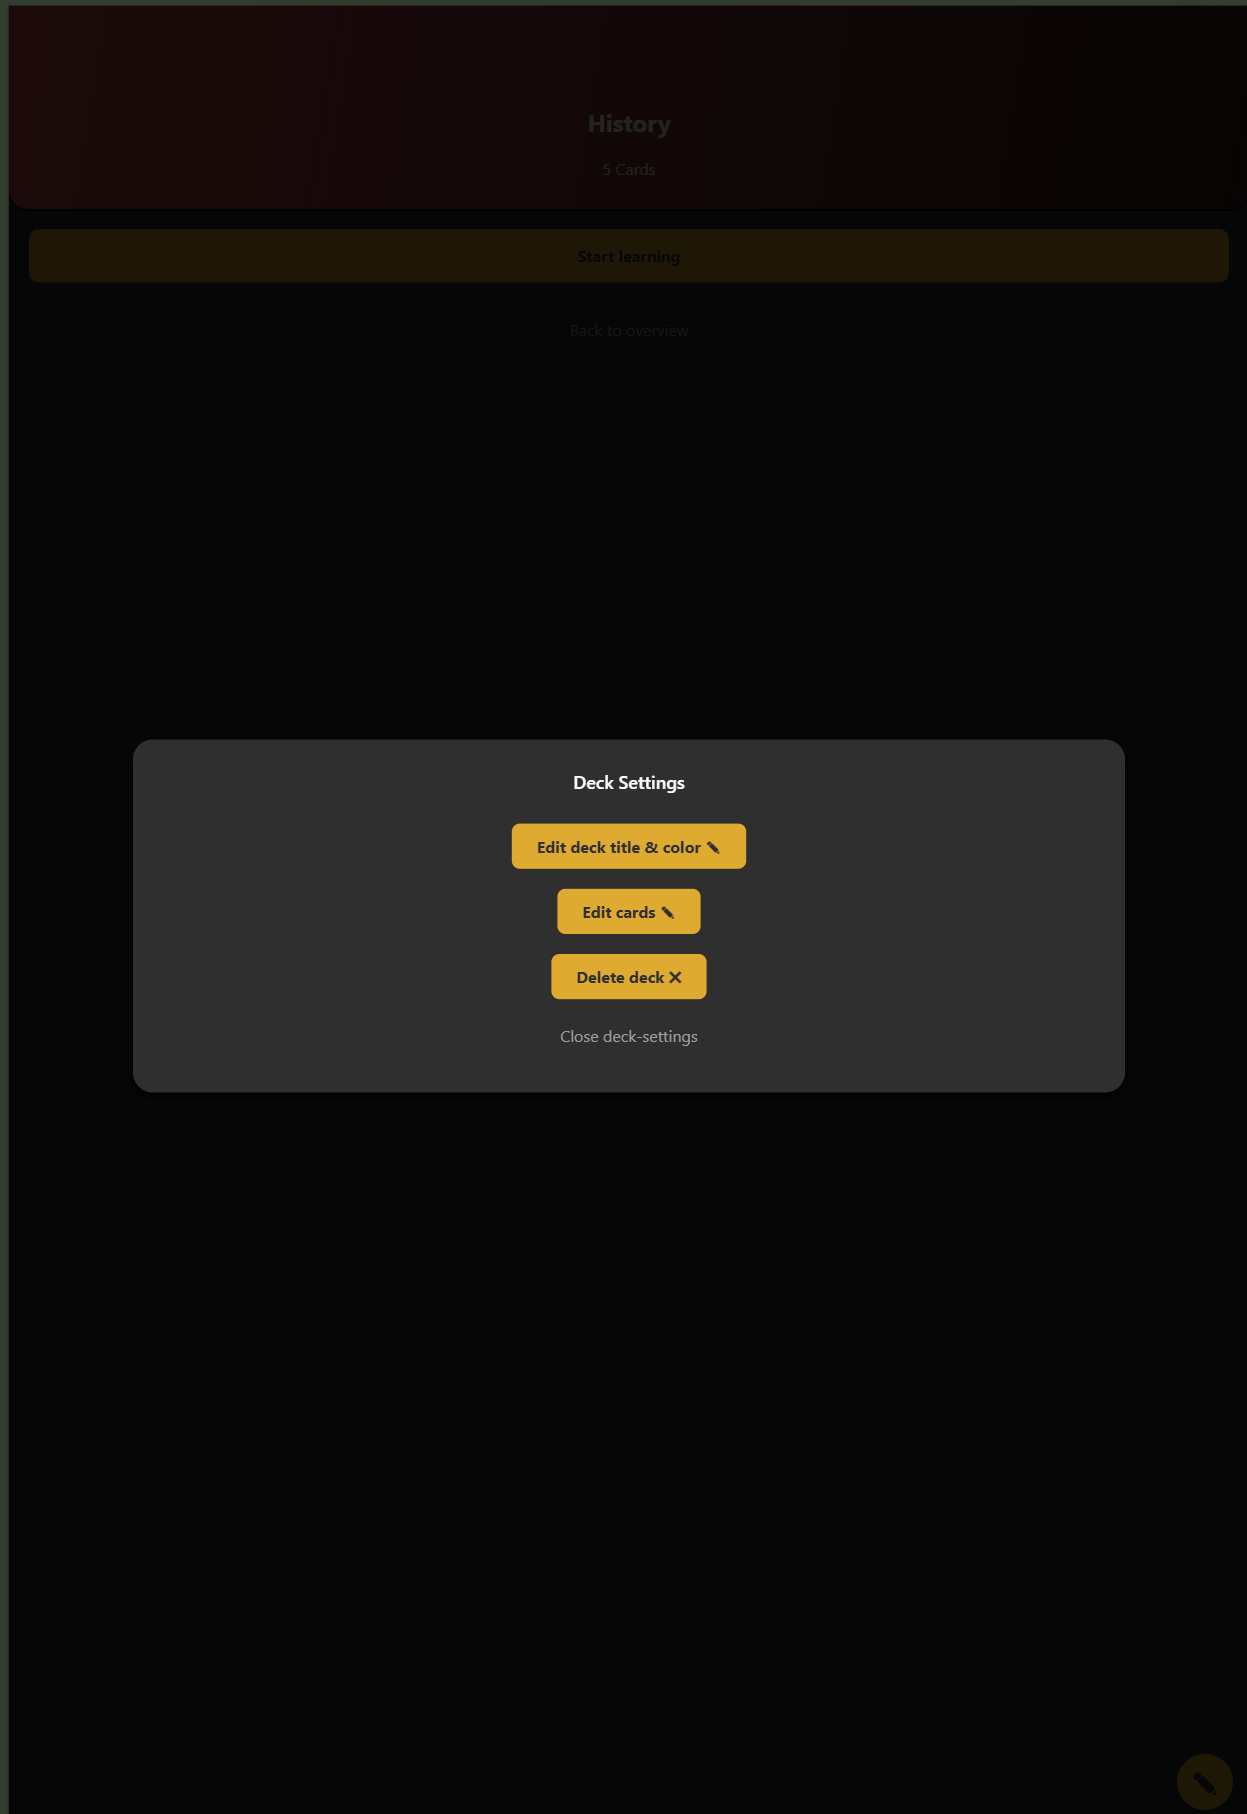 History
5 Cards
Start learning
Back to overview
Deck Settings
Edit deck title & color
Edit cards
Delete deck
Close deck-settings